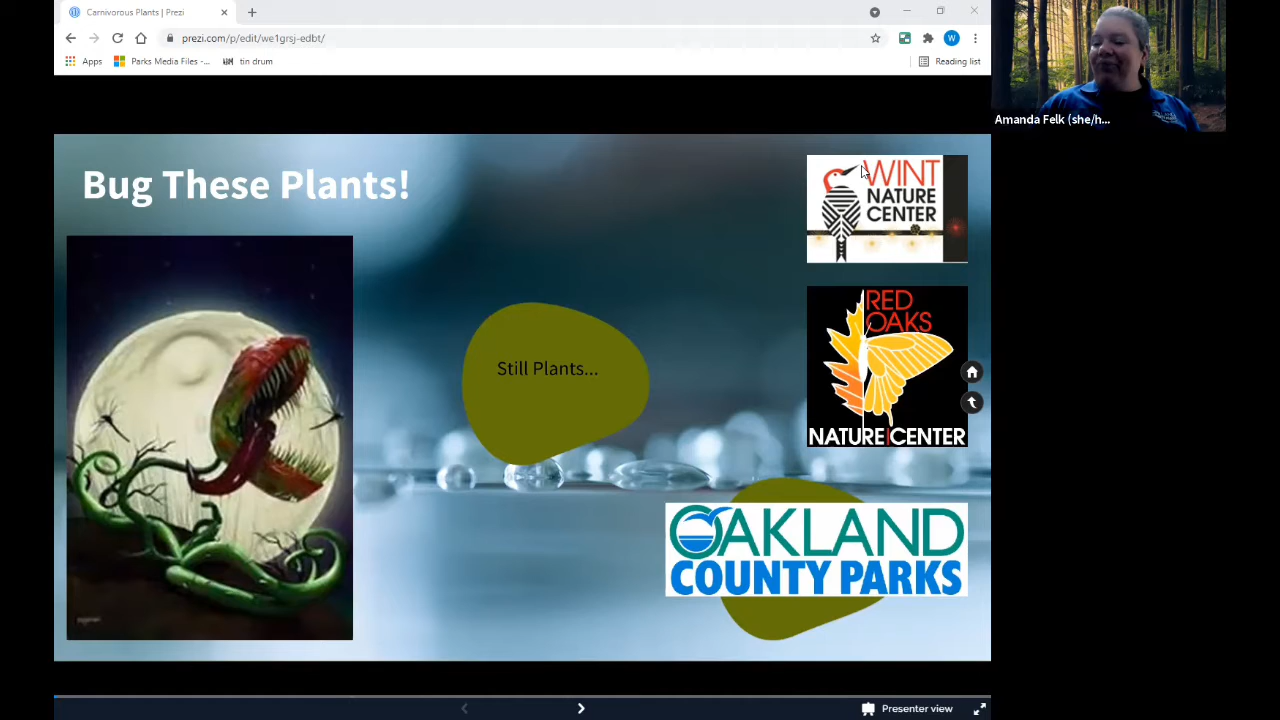 Carnivorous Plants | Prezi
prezi.com/p/edit/we1grsj-edbt/
W
Apps
Parks Media Files -...
tin drum
Reading list
Amanda Felk (she/h...
Bug These Plants!
WINT
NATURE
CENTER
Still Plants...
RED
OAKS
NATURE CENTER
OAKLAND
COUNTY PARKS
Presenter view